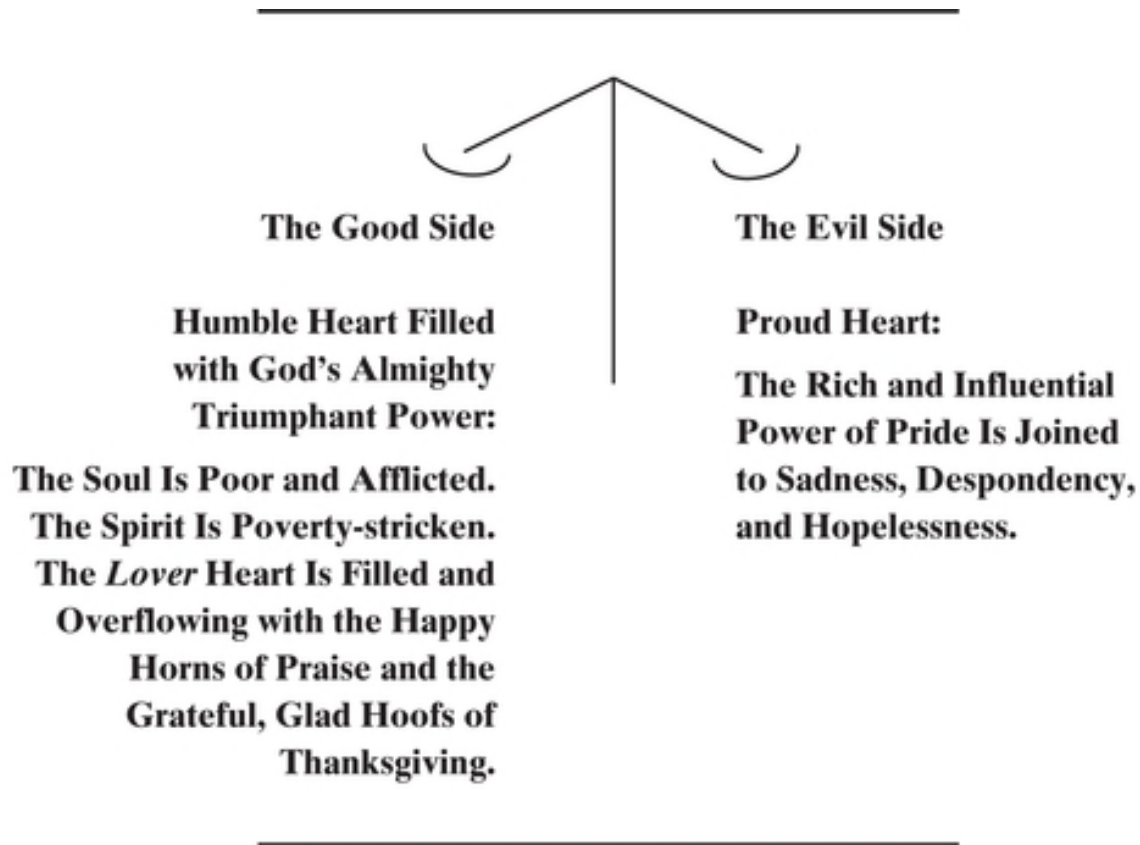 The Good Side
Humble Heart Filled
with God's Almighty
Triumphant Power:
The Soul Is Poor and Afflicted.
The Spirit Is Poverty-stricken.
The Lover Heart Is Filled and
Overflowing with the Happy
Horns of Praise and the
Grateful, Glad Hoofs of
Thanksgiving.
The Evil Side
Proud Heart:
The Rich and Influential
Power of Pride Is Joined
to Sadness, Despondency,
and Hopelessness.